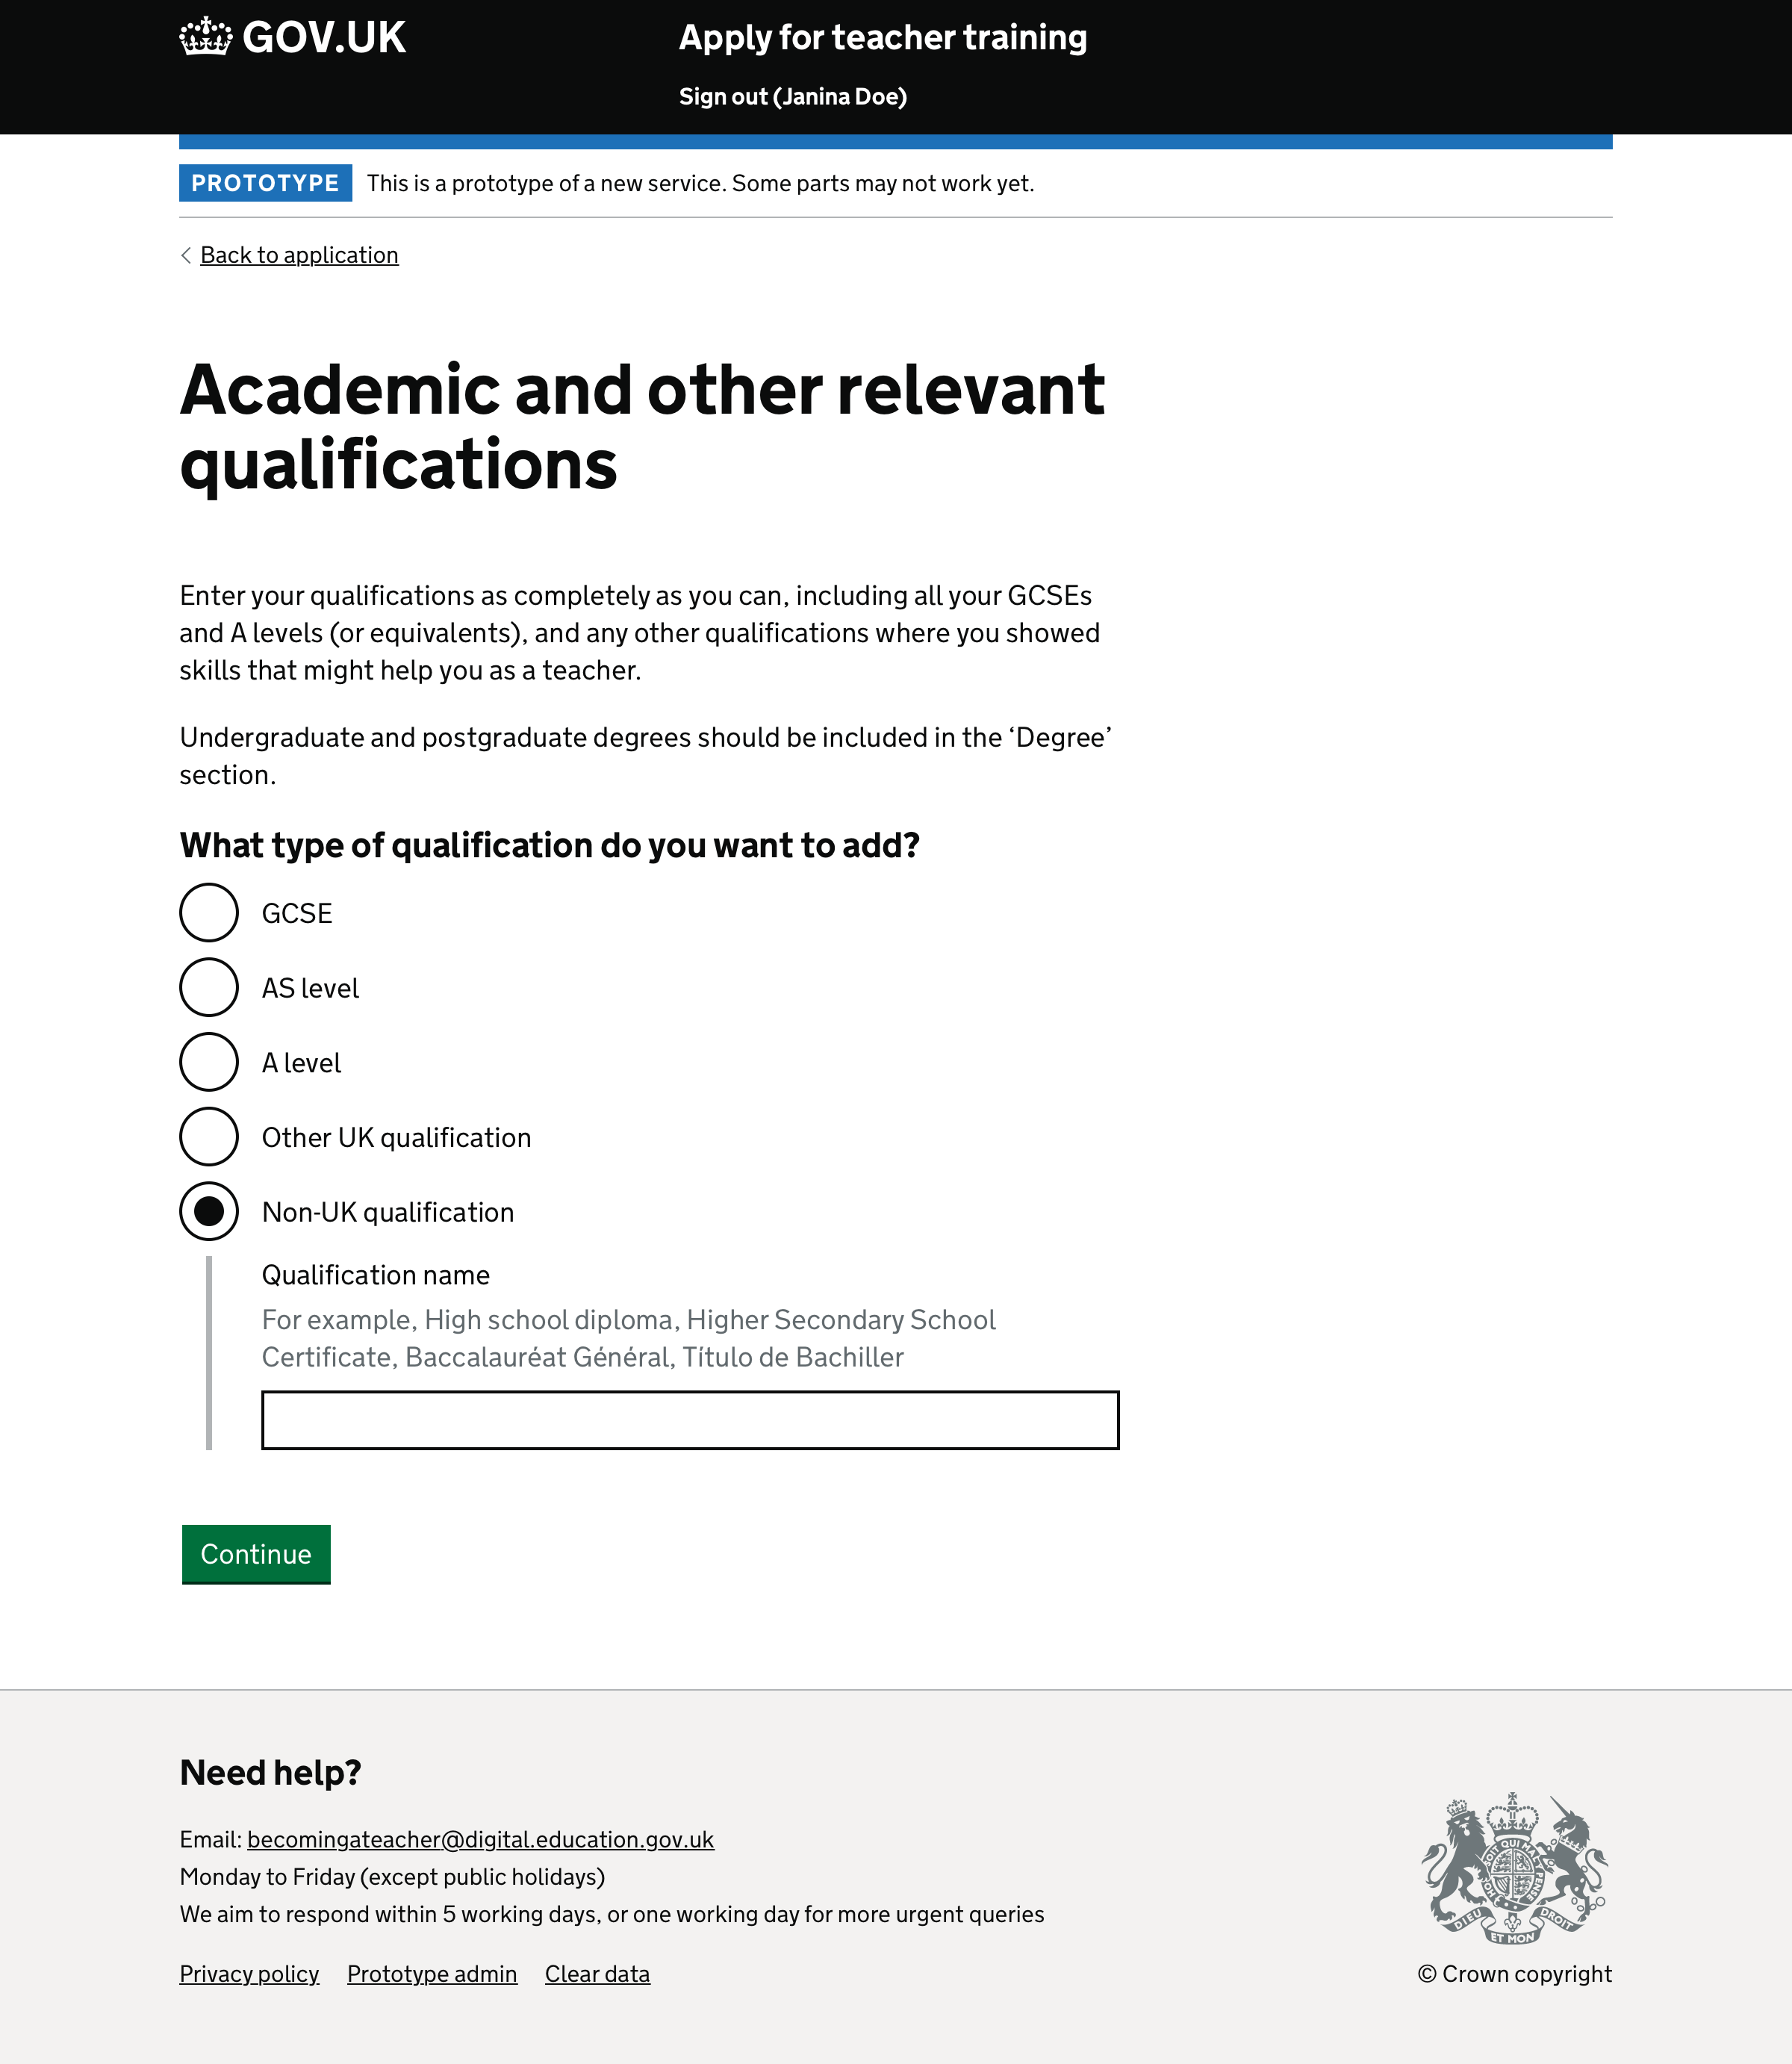 GOV.UK
Apply for teacher training
Sign out (Janina Doe)
PROTOTYPE This is a prototype of a new service. Some parts may not work yet.
Back to application
Academic and other relevant
qualifications
Enter your qualifications as completely as you can, including all your GCSEs
and A levels (or equivalents), and any other qualifications where you showed
skills that might help you as a teacher.
Undergraduate and postgraduate degrees should be included in the ‘Degree’
section.
What type of qualification do you want to add?
GCSE
AS level
A level
Other UK qualification
Non-UK qualification
Qualification name
For example, High school diploma, Higher Secondary School
Certificate, Baccalauréat Général, Título de Bachiller
Continue
Need help?
Email: becomingateacher@digital.education.gov.uk
Monday to Friday (except public holidays)
We aim to respond within 5 working days, or one working day for more urgent queries
Privacy policy Prototype admin Clear data
DIEU ET MON DROIT
© Crown copyright